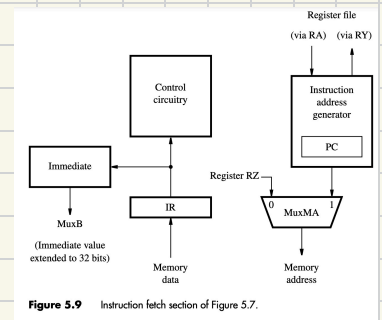 Register file
(via RA) (via RY)
Control
circuitry
Instruction
address
generator
PC
Immediate
Register RZ
IR
0 1
MuxMA
MuxB
(Immediate value
extended to 32 bits)
Memory
data
Memory
address
Figure 5.9 Instruction fetch section of Figure 5.7.